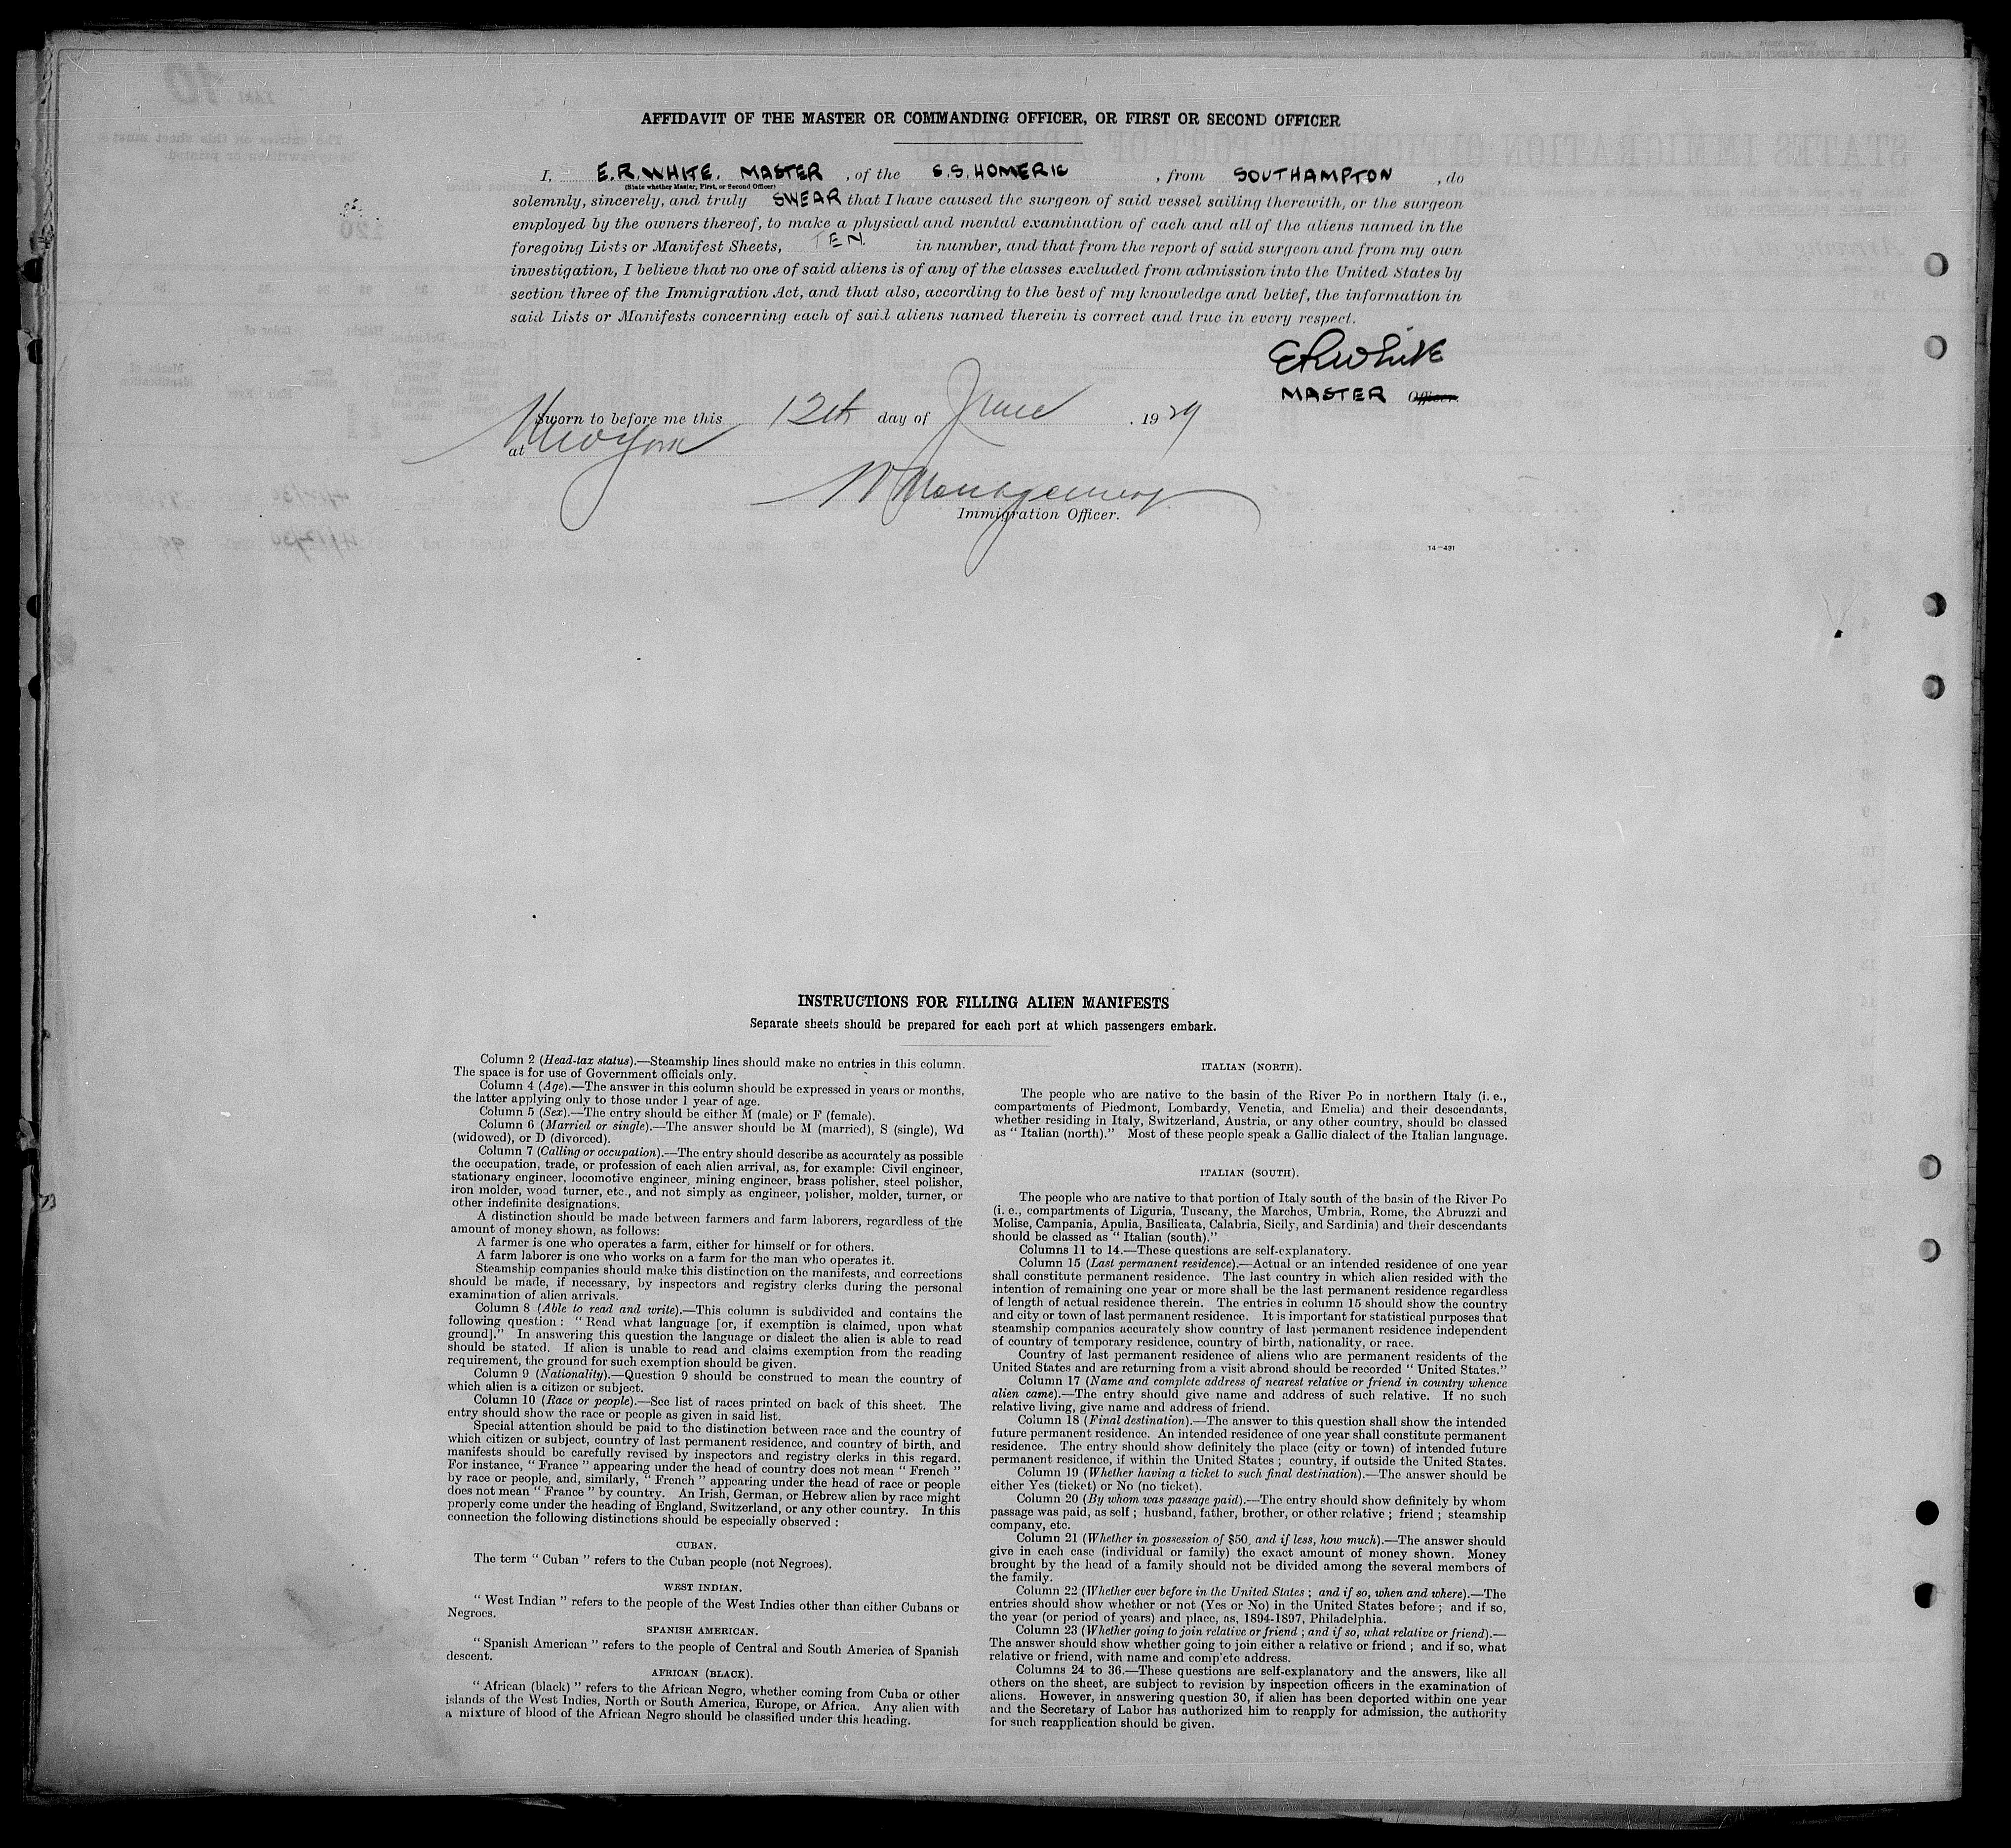 AFFIDAVIT OF THE MASTER OR COMMANDING OFFICER, OR FIRST OR SECOND OFFICER
I, E.R. WHITE. MASTER , of the S.S. HOMERIC , from SOUTHAMPTON , do
(State whether Master, First, or Second Officer)
solemnly, sincerely, and truly SWEAR that I have caused the surgeon of said vessel sailing therewith, or the surgeon
employed by the owners thereof, to make a physical and mental examination of each and all of the aliens named in the
foregoing Lists or Manifest Sheets, TEN in number, and that from the report of said surgeon and from my own
investigation, I believe that no one of said aliens is of any of the classes excluded from admission into the United States by
section three of the Immigration Act, and that also, according to the best of my knowledge and belief, the information in
said Lists or Manifests concerning each of said aliens named therein is correct and true in every respect.
ERWhite
MASTER Officer.
Sworn to before me this 12th day of June , 1929
at New York
W Montgomery
Immigration Officer.
14—431
INSTRUCTIONS FOR FILLING ALIEN MANIFESTS
Separate sheets should be prepared for each port at which passengers embark.
Column 2 (Head-tax status).—Steamship lines should make no entries in this column.
The space is for use of Government officials only.
Column 4 (Age).—The answer in this column should be expressed in years or months,
the latter applying only to those under 1 year of age.
Column 5 (Sex).—The entry should be either M (male) or F (female).
Column 6 (Married or single).—The answer should be M (married), S (single), Wd
(widowed), or D (divorced).
Column 7 (Calling or occupation).—The entry should describe as accurately as possible
the occupation, trade, or profession of each alien arrival, as, for example: Civil engineer,
stationary engineer, locomotive engineer, mining engineer, brass polisher, steel polisher,
iron molder, wood turner, etc., and not simply as engineer, polisher, molder, turner, or
other indefinite designations.
A distinction should be made between farmers and farm laborers, regardless of the
amount of money shown, as follows:
A farmer is one who operates a farm, either for himself or for others.
A farm laborer is one who works on a farm for the man who operates it.
Steamship companies should make this distinction on the manifests, and corrections
should be made, if necessary, by inspectors and registry clerks during the personal
examination of alien arrivals.
Column 8 (Able to read and write).—This column is subdivided and contains the
following question : “ Read what language [or, if exemption is claimed, upon what
ground].” In answering this question the language or dialect the alien is able to read
should be stated. If alien is unable to read and claims exemption from the reading
requirement, the ground for such exemption should be given.
Column 9 (Nationality).—Question 9 should be construed to mean the country of
which alien is a citizen or subject.
Column 10 (Race or people).—See list of races printed on back of this sheet. The
entry should show the race or people as given in said list.
Special attention should be paid to the distinction between race and the country of
which citizen or subject, country of last permanent residence, and country of birth, and
manifests should be carefully revised by inspectors and registry clerks in this regard.
For instance, “ France ” appearing under the head of country does not mean “ French ”
by race or people, and, similarly, “ French ” appearing under the head of race or people
does not mean “ France ” by country. An Irish, German, or Hebrew alien by race might
properly come under the heading of England, Switzerland, or any other country. In this
connection the following distinctions should be especially observed :
CUBAN.
The term “ Cuban ” refers to the Cuban people (not Negroes).
WEST INDIAN.
“ West Indian ” refers to the people of the West Indies other than either Cubans or
Negroes.
SPANISH AMERICAN.
“ Spanish American ” refers to the people of Central and South America of Spanish
descent.
AFRICAN (BLACK).
“ African (black) ” refers to the African Negro, whether coming from Cuba or other
islands of the West Indies, North or South America, Europe, or Africa. Any alien with
a mixture of blood of the African Negro should be classified under this heading.
ITALIAN (NORTH).
The people who are native to the basin of the River Po in northern Italy (i. e.,
compartments of Piedmont, Lombardy, Venetia, and Emelia) and their descendants,
whether residing in Italy, Switzerland, Austria, or any other country, should be classed
as “ Italian (north).” Most of these people speak a Gallic dialect of the Italian language.
ITALIAN (SOUTH).
The people who are native to that portion of Italy south of the basin of the River Po
(i. e., compartments of Liguria, Tuscany, the Marches, Umbria, Rome, the Abruzzi and
Molise, Campania, Apulia, Basilicata, Calabria, Sicily, and Sardinia) and their descendants
should be classed as “ Italian (south).”
Columns 11 to 14.—These questions are self-explanatory.
Column 15 (Last permanent residence).—Actual or an intended residence of one year
shall constitute permanent residence. The last country in which alien resided with the
intention of remaining one year or more shall be the last permanent residence regardless
of length of actual residence therein. The entries in column 15 should show the country
and city or town of last permanent residence. It is important for statistical purposes that
steamship companies accurately show country of last permanent residence independent
of country of temporary residence, country of birth, nationality, or race.
Country of last permanent residence of aliens who are permanent residents of the
United States and are returning from a visit abroad should be recorded “ United States.”
Column 17 (Name and complete address of nearest relative or friend in country whence
alien came).—The entry should give name and address of such relative. If no such
relative living, give name and address of friend.
Column 18 (Final destination).—The answer to this question shall show the intended
future permanent residence. An intended residence of one year shall constitute permanent
residence. The entry should show definitely the place (city or town) of intended future
permanent residence, if within the United States ; country, if outside the United States.
Column 19 (Whether having a ticket to such final destination).—The answer should be
either Yes (ticket) or No (no ticket).
Column 20 (By whom was passage paid).—The entry should show definitely by whom
passage was paid, as self ; husband, father, brother, or other relative ; friend ; steamship
company, etc.
Column 21 (Whether in possession of $50, and if less, how much).—The answer should
give in each case (individual or family) the exact amount of money shown. Money
brought by the head of a family should not be divided among the several members of
the family.
Column 22 (Whether ever before in the United States ; and if so, when and where).—The
entries should show whether or not (Yes or No) in the United States before ; and if so,
the year (or period of years) and place, as, 1894-1897, Philadelphia.
Column 23 (Whether going to join relative or friend ; and if so, what relative or friend).—
The answer should show whether going to join either a relative or friend ; and if so, what
relative or friend, with name and complete address.
Columns 24 to 36.—These questions are self-explanatory and the answers, like all
others on the sheet, are subject to revision by inspection officers in the examination of
aliens. However, in answering question 30, if alien has been deported within one year
and the Secretary of Labor has authorized him to reapply for admission, the authority
for such reapplication should be given.